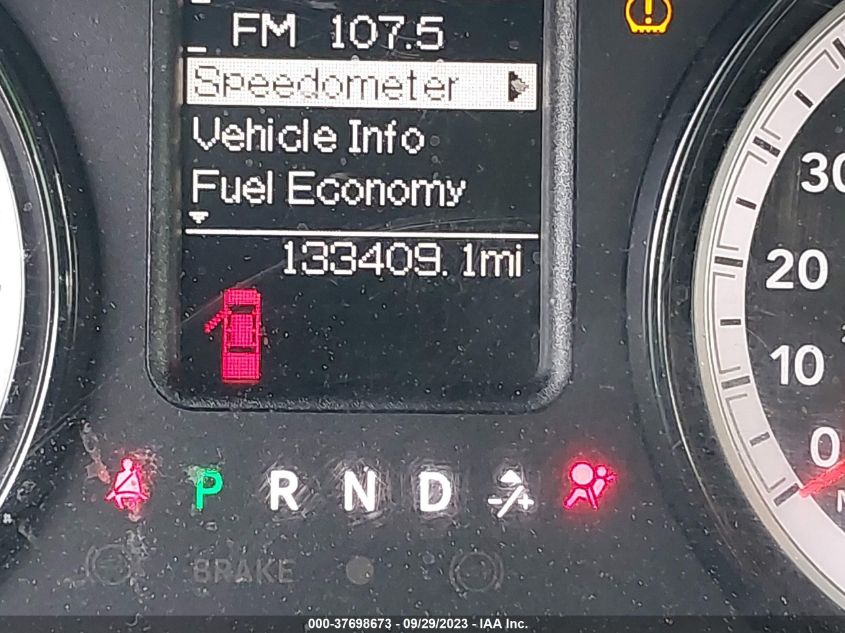 FM 107.5
Speedometer
Vehicle Info
Fuel Economy
133409.1mi
30
20
10
0
P R N D -/+
BRAKE
000-37698673 - 09/29/2023 - IAA Inc.